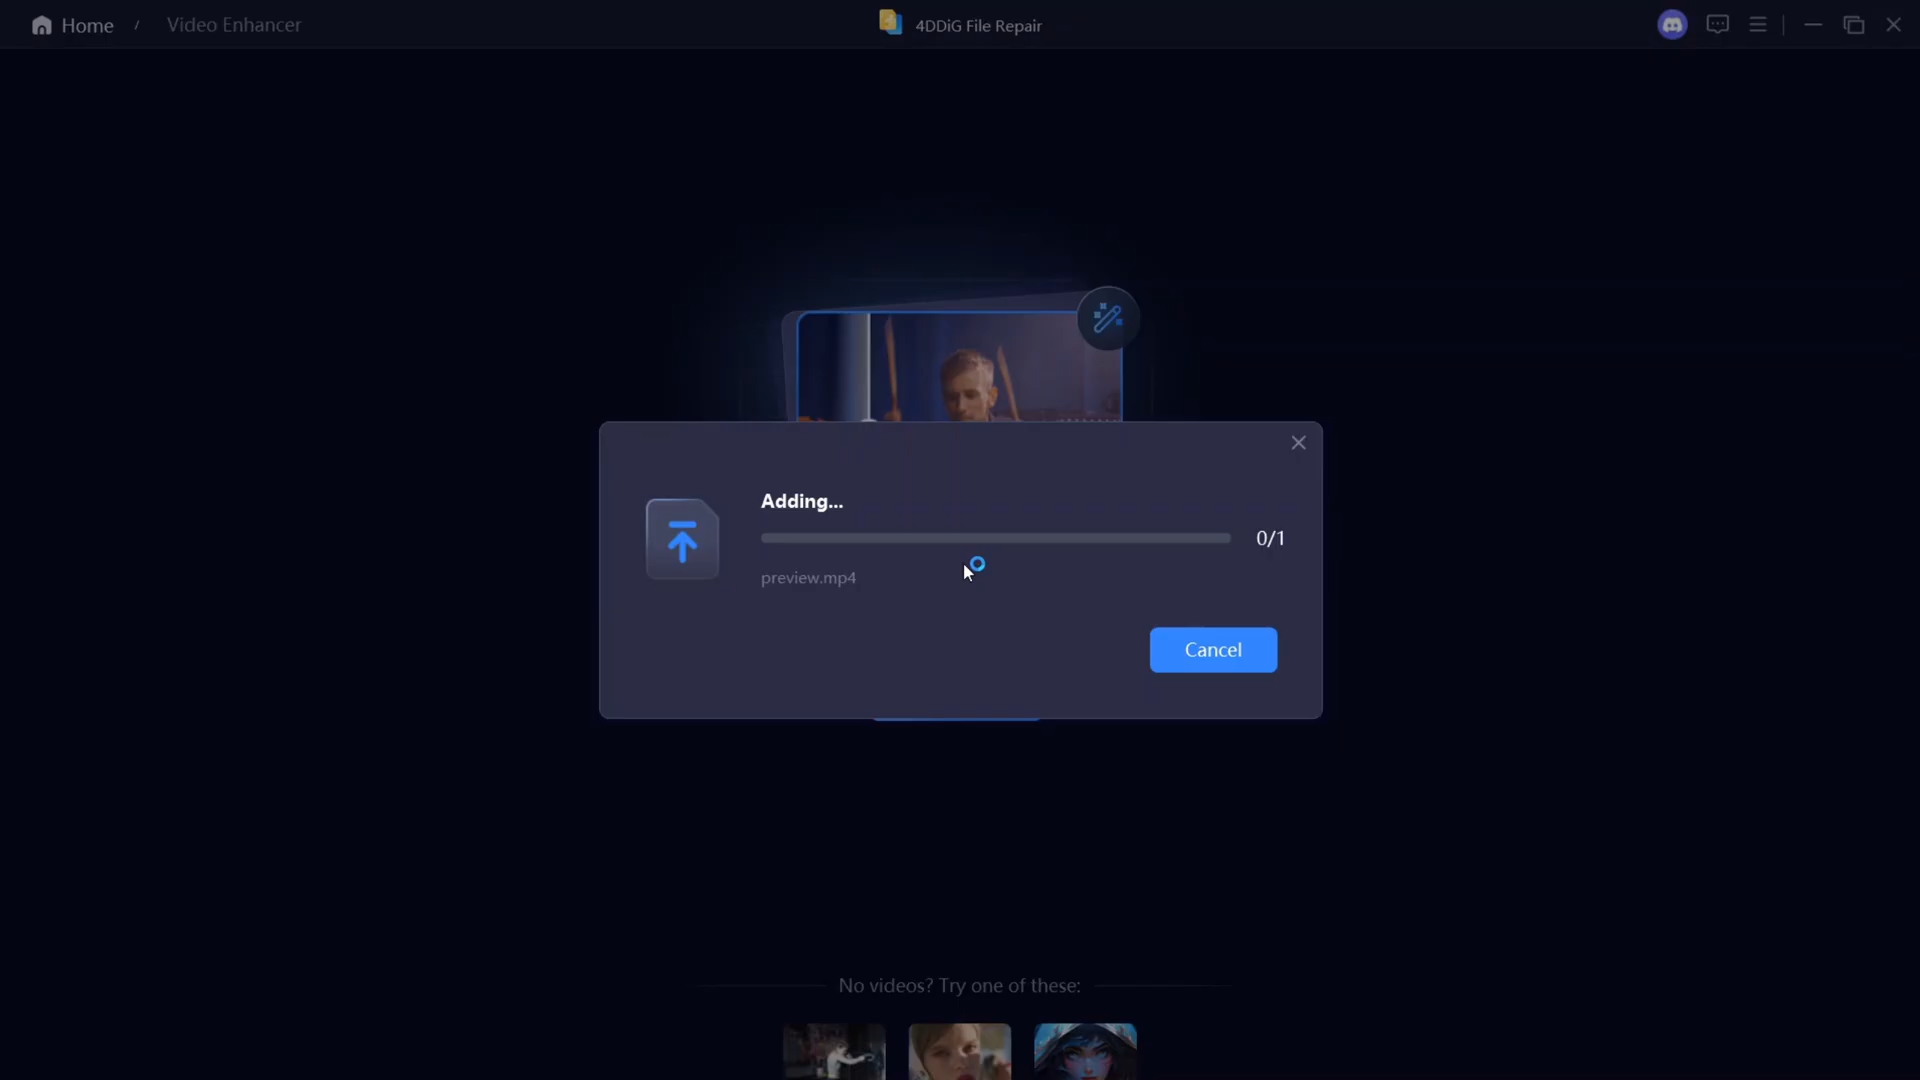 Home / Video Enhancer
4DDiG File Repair
Adding...
0/1
preview.mp4
Cancel
No videos? Try one of these: